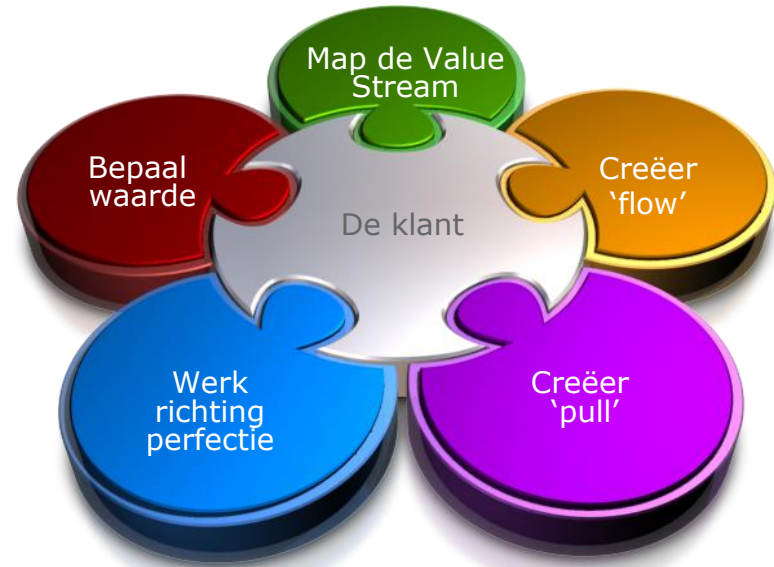 Map de Value
Stream
Bepaal
waarde
Creëer
‘flow’
De klant
Werk
richting
perfectie
Creëer
‘pull’